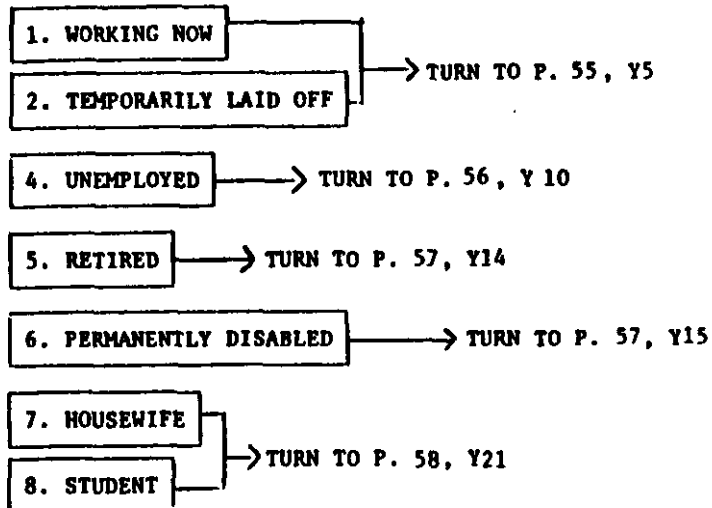 1. WORKING NOW
TURN TO P. 55, Y5
2. TEMPORARILY LAID OFF
4. UNEMPLOYED TURN TO P. 56, Y 10
5. RETIRED TURN TO P. 57, Y14
6. PERMANENTLY DISABLED TURN TO P. 57, Y15
7. HOUSEWIFE
TURN TO P. 58, Y21
8. STUDENT